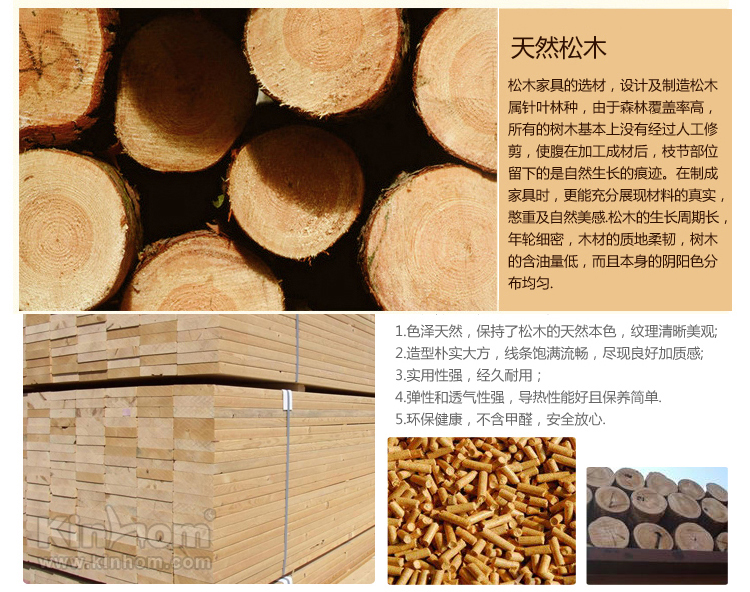 天然松木
松木家具的选材，设计及制造松木
属针叶林种，由于森林覆盖率高，
所有的树木基本上没有经过人工修
剪，使腹在加工成材后，枝节部位
留下的是自然生长的痕迹。在制成
家具时，更能充分展现材料的真实，
憨重及自然美感.松木的生长周期长，
年轮细密，木材的质地柔韧，树木
的含油量低，而且本身的阴阳色分
布均匀.
1.色泽天然，保持了松木的天然本色，纹理清晰美观;
2.造型朴实大方，线条饱满流畅，尽现良好加质感;
3.实用性强，经久耐用；
4.弹性和透气性强，导热性能好且保养简单.
5.环保健康，不含甲醛，安全放心.
Kinhom®
www.kinhom.com